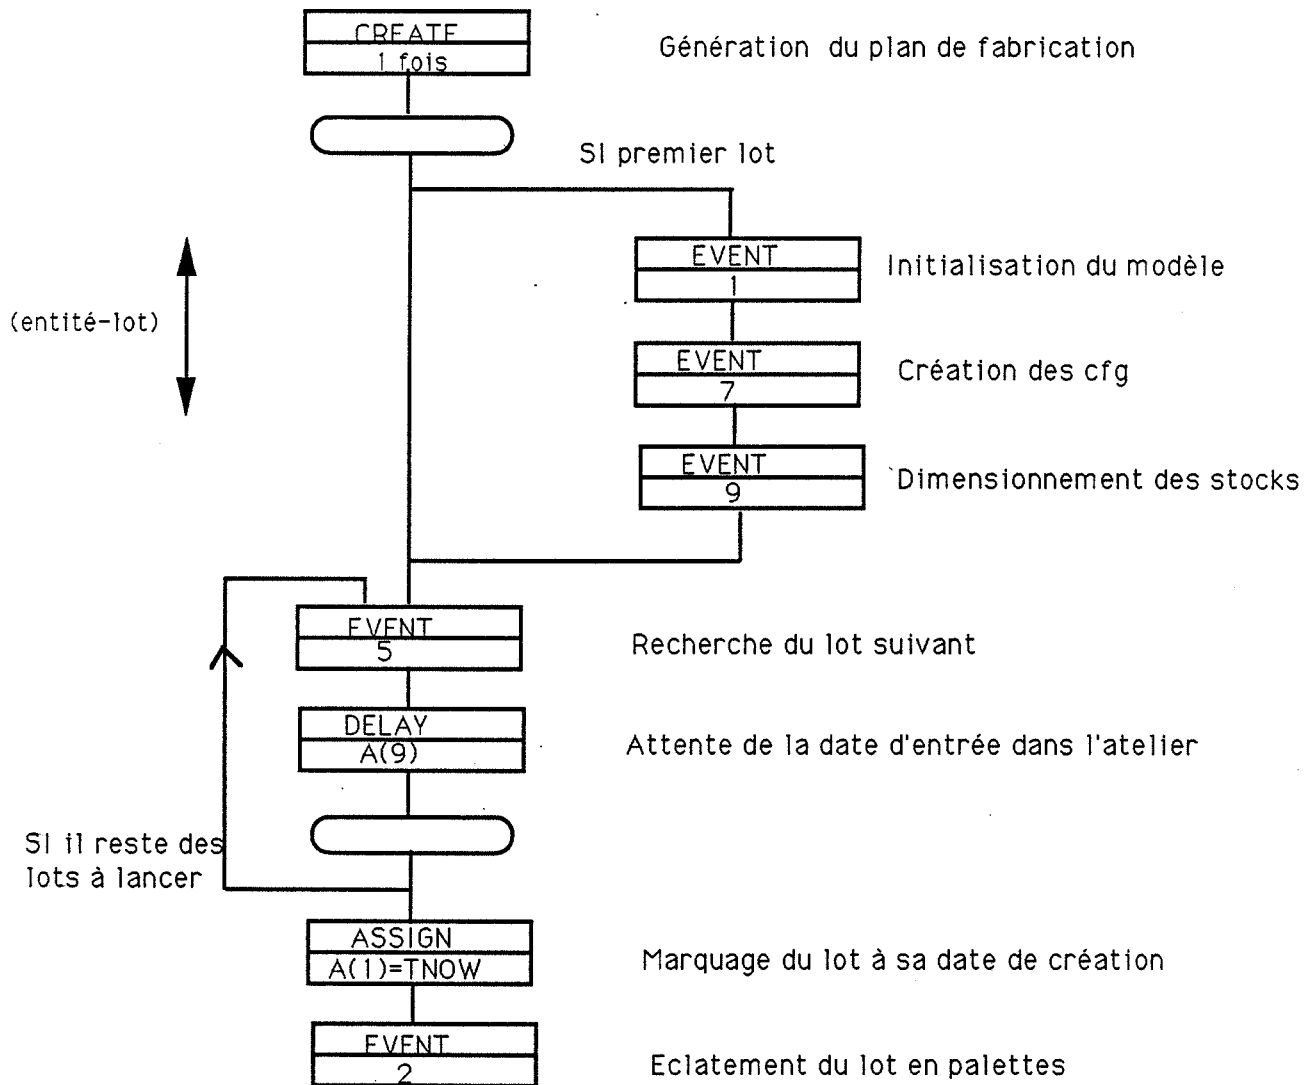 CREATE
1 fois
Génération du plan de fabrication
SI premier lot
EVENT
1
Initialisation du modèle
(entité-lot)
EVENT
7
Création des cfg
EVENT
9
Dimensionnement des stocks
EVENT
5
Recherche du lot suivant
DELAY
A(9)
Attente de la date d'entrée dans l'atelier
SI il reste des
lots à lancer
ASSIGN
A(1)=TNOW
Marquage du lot à sa date de création
EVENT
2
Eclatement du lot en palettes